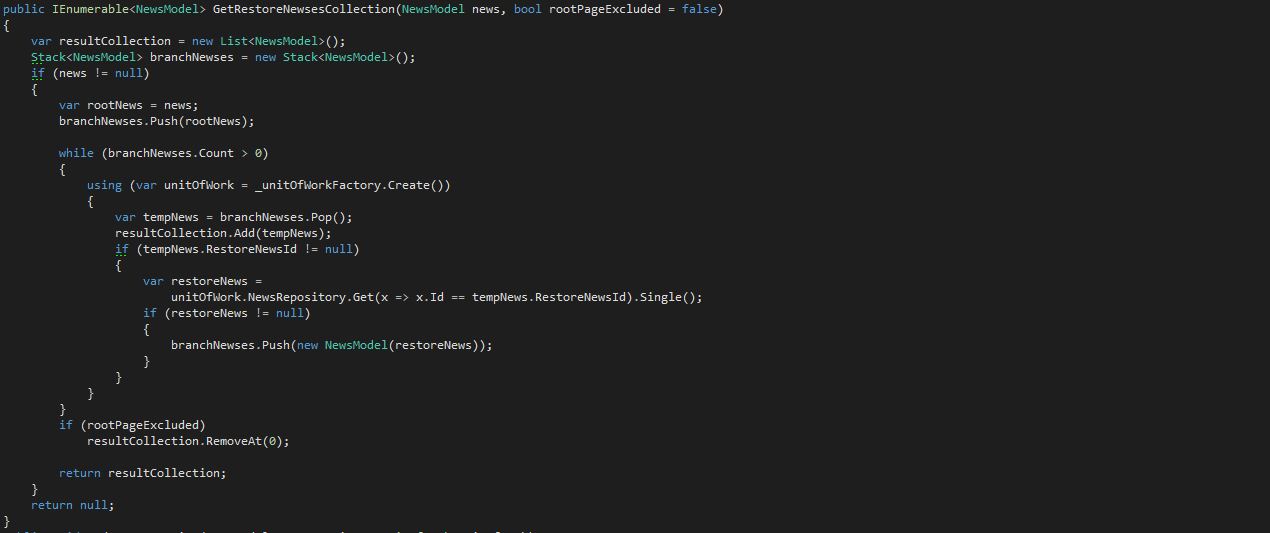 public IEnumerable<NewsModel> GetRestoreNewsesCollection(NewsModel news, bool rootPageExcluded = false)
{
    var resultCollection = new List<NewsModel>();
    Stack<NewsModel> branchNewses = new Stack<NewsModel>();
    if (news != null)
    {
        var rootNews = news;
        branchNewses.Push(rootNews);

        while (branchNewses.Count > 0)
        {
            using (var unitOfWork = _unitOfWorkFactory.Create())
            {
                var tempNews = branchNewses.Pop();
                resultCollection.Add(tempNews);
                if (tempNews.RestoreNewsId != null)
                {
                    var restoreNews =
                        unitOfWork.NewsRepository.Get(x => x.Id == tempNews.RestoreNewsId).Single();
                    if (restoreNews != null)
                    {
                        branchNewses.Push(new NewsModel(restoreNews));
                    }
                }
            }
        }
        if (rootPageExcluded)
            resultCollection.RemoveAt(0);

        return resultCollection;
    }
    return null;
}